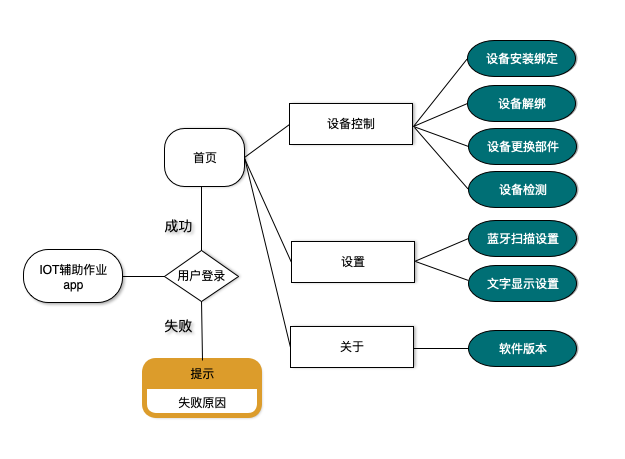 设备安装绑定
设备解绑
设备控制
设备更换部件
首页
设备检测
成功
蓝牙扫描设置
设置
IOT辅助作业
app
用户登录
文字显示设置
失败
关于
软件版本
提示
失败原因